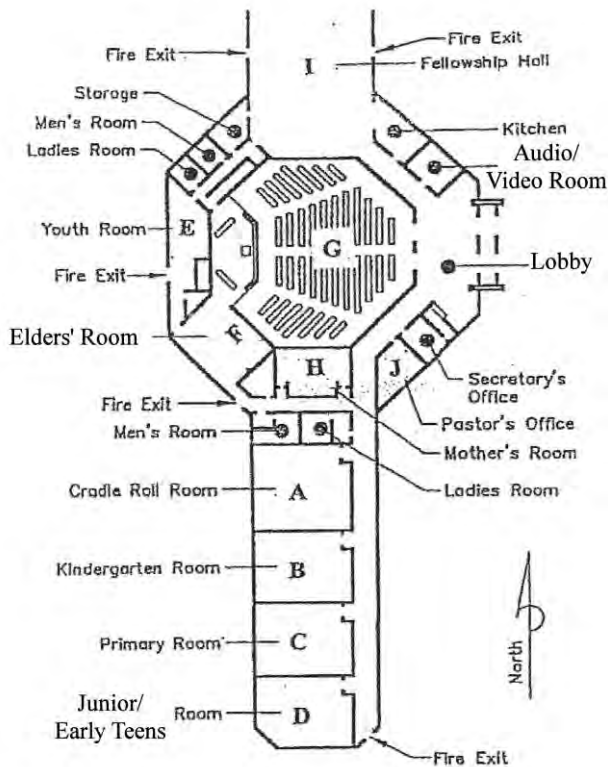 Fire Exit
Fire Exit
I
Fellowship Hall
Storage
Men's Room
Kitchen
Ladies Room
Audio/
Video Room
E
Youth Room
G
Fire Exit
Lobby
Elders' Room
F
H
J
Secretary's
Office
Fire Exit
Pastor's Office
Men's Room
Mother's Room
A
Cradle Roll Room
Ladies Room
B
Kindergarten Room
C
Primary Room
North
Junior/
Early Teens
Room
D
Fire Exit